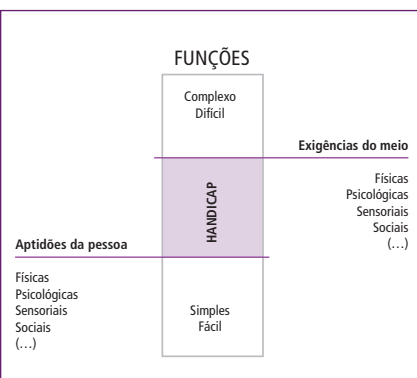 FUNÇÕES
Complexo
Difícil
Exigências do meio
Físicas
Psicológicas
Sensoriais
Sociais
(…)
HANDICAP
Aptidões da pessoa
Físicas
Psicológicas
Sensoriais
Sociais
(…)
Simples
Fácil